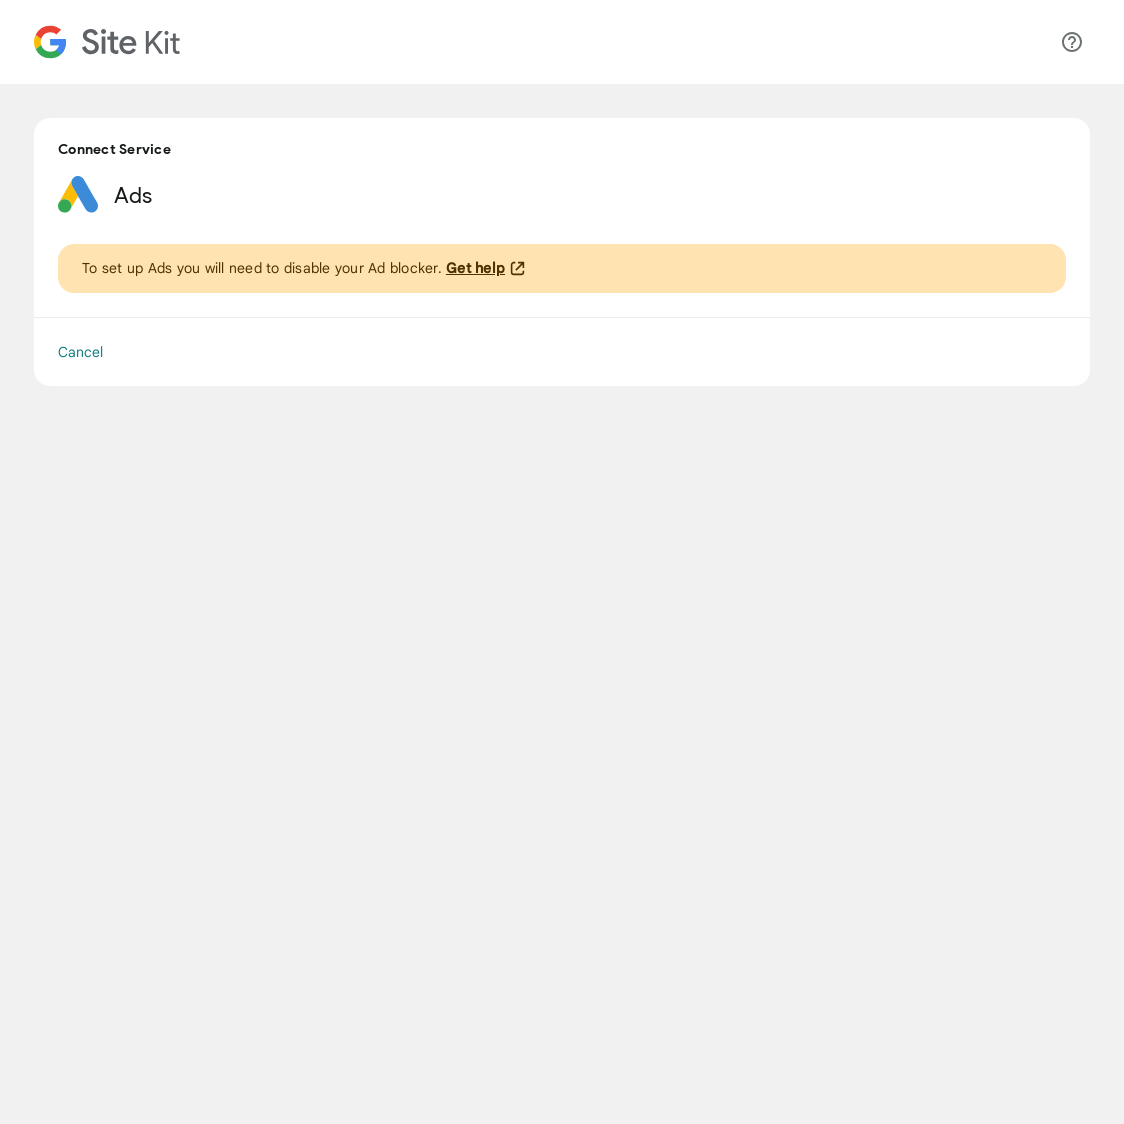 Site Kit
Connect Service
Ads
To set up Ads you will need to disable your Ad blocker. Get help
Cancel